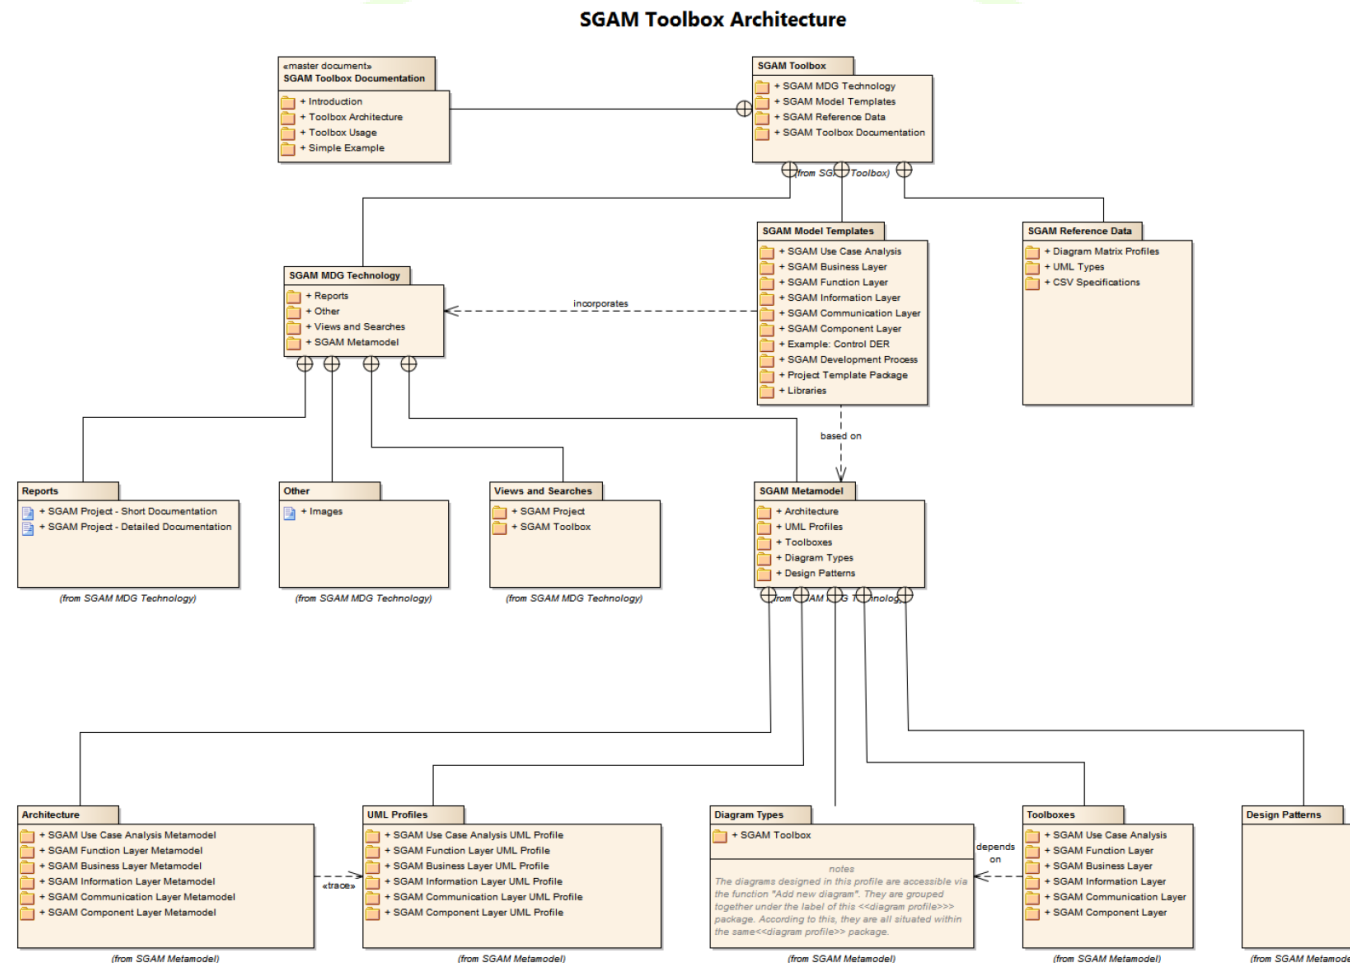 SGAM Toolbox Architecture
«master document»
SGAM Toolbox Documentation
+ Introduction
+ Toolbox Architecture
+ Toolbox Usage
+ Simple Example
SGAM Toolbox
+ SGAM MDG Technology
+ SGAM Model Templates
+ SGAM Reference Data
+ SGAM Toolbox Documentation
(from SGAM Toolbox)
SGAM MDG Technology
+ Reports
+ Other
+ Views and Searches
+ SGAM Metamodel
incorporates
SGAM Model Templates
+ SGAM Use Case Analysis
+ SGAM Business Layer
+ SGAM Function Layer
+ SGAM Information Layer
+ SGAM Communication Layer
+ SGAM Component Layer
+ Example: Control DER
+ SGAM Development Process
+ Project Template Package
+ Libraries
SGAM Reference Data
+ Diagram Matrix Profiles
+ UML Types
+ CSV Specifications
based on
Reports
+ SGAM Project - Short Documentation
+ SGAM Project - Detailed Documentation
(from SGAM MDG Technology)
Other
+ Images
(from SGAM MDG Technology)
Views and Searches
+ SGAM Project
+ SGAM Toolbox
(from SGAM MDG Technology)
SGAM Metamodel
+ Architecture
+ UML Profiles
+ Toolboxes
+ Diagram Types
+ Design Patterns
(from SGAM MDG Technology)
Architecture
+ SGAM Use Case Analysis Metamodel
+ SGAM Function Layer Metamodel
+ SGAM Business Layer Metamodel
+ SGAM Information Layer Metamodel
+ SGAM Communication Layer Metamodel
+ SGAM Component Layer Metamodel
(from SGAM Metamodel)
«trace»
UML Profiles
+ SGAM Use Case Analysis UML Profile
+ SGAM Function Layer UML Profile
+ SGAM Business Layer UML Profile
+ SGAM Information Layer UML Profile
+ SGAM Communication Layer UML Profile
+ SGAM Component Layer UML Profile
(from SGAM Metamodel)
Diagram Types
+ SGAM Toolbox
notes
The diagrams designed in this profile are accessible via
the function "Add new diagram". They are grouped
together under the label of this <<diagram profile>>>
package. According to this, they are all situated within
the same<<diagram profile>> package.
(from SGAM Metamodel)
depends
on
Toolboxes
+ SGAM Use Case Analysis
+ SGAM Function Layer
+ SGAM Business Layer
+ SGAM Information Layer
+ SGAM Communication Layer
+ SGAM Component Layer
(from SGAM Metamodel)
Design Patterns
(from SGAM Metamode